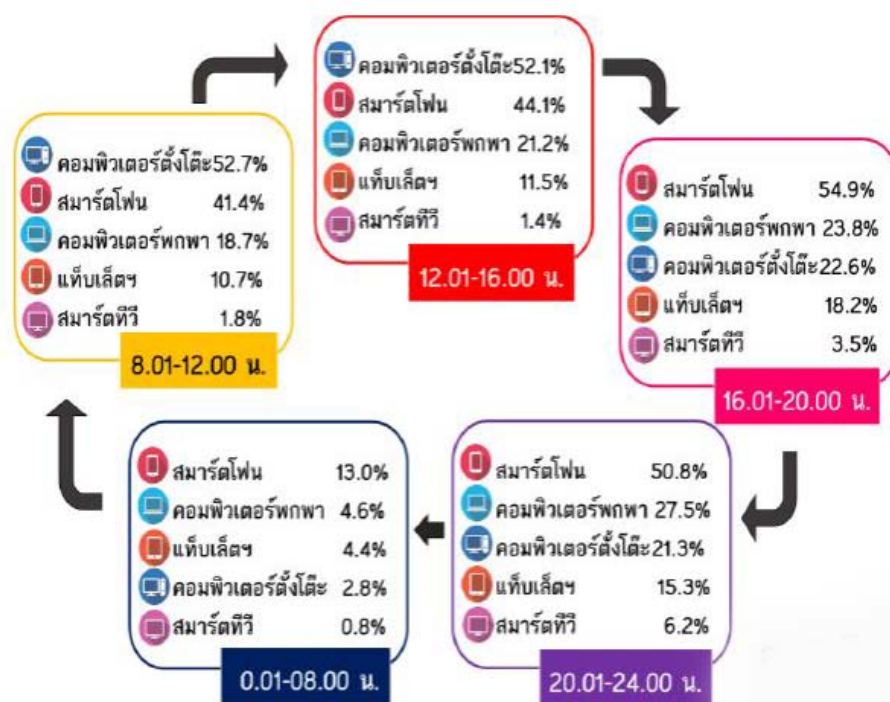 คอมพิวเตอร์ตั้งโต๊ะ52.7%
สมาร์ตโฟน 41.4%
คอมพิวเตอร์พกพา 18.7%
แท็บเล็ตฯ 10.7%
สมาร์ตทีวี 1.8%
8.01-12.00 น.
คอมพิวเตอร์ตั้งโต๊ะ52.1%
สมาร์ตโฟน 44.1%
คอมพิวเตอร์พกพา 21.2%
แท็บเล็ตฯ 11.5%
สมาร์ตทีวี 1.4%
12.01-16.00 น.
สมาร์ตโฟน 54.9%
คอมพิวเตอร์พกพา 23.8%
คอมพิวเตอร์ตั้งโต๊ะ22.6%
แท็บเล็ตฯ 18.2%
สมาร์ตทีวี 3.5%
16.01-20.00 น.
สมาร์ตโฟน 50.8%
คอมพิวเตอร์พกพา 27.5%
คอมพิวเตอร์ตั้งโต๊ะ21.3%
แท็บเล็ตฯ 15.3%
สมาร์ตทีวี 6.2%
20.01-24.00 น.
สมาร์ตโฟน 13.0%
คอมพิวเตอร์พกพา 4.6%
แท็บเล็ตฯ 4.4%
คอมพิวเตอร์ตั้งโต๊ะ 2.8%
สมาร์ตทีวี 0.8%
0.01-08.00 น.